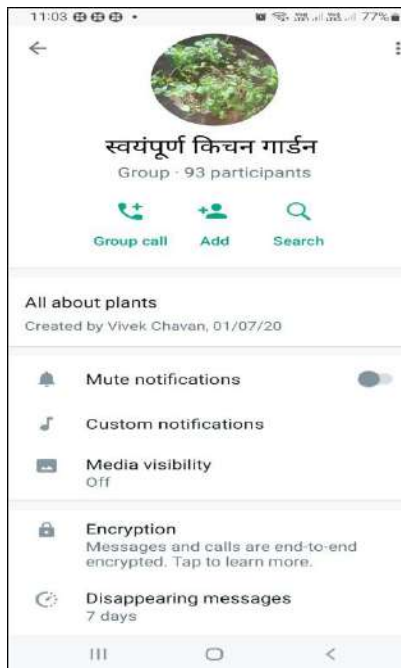 11:03
77%
स्वयंपूर्ण किचन गार्डन
Group · 93 participants
Group call Add Search
All about plants
Created by Vivek Chavan, 01/07/20
Mute notifications
Custom notifications
Media visibility
Off
Encryption
Messages and calls are end-to-end
encrypted. Tap to learn more.
Disappearing messages
7 days